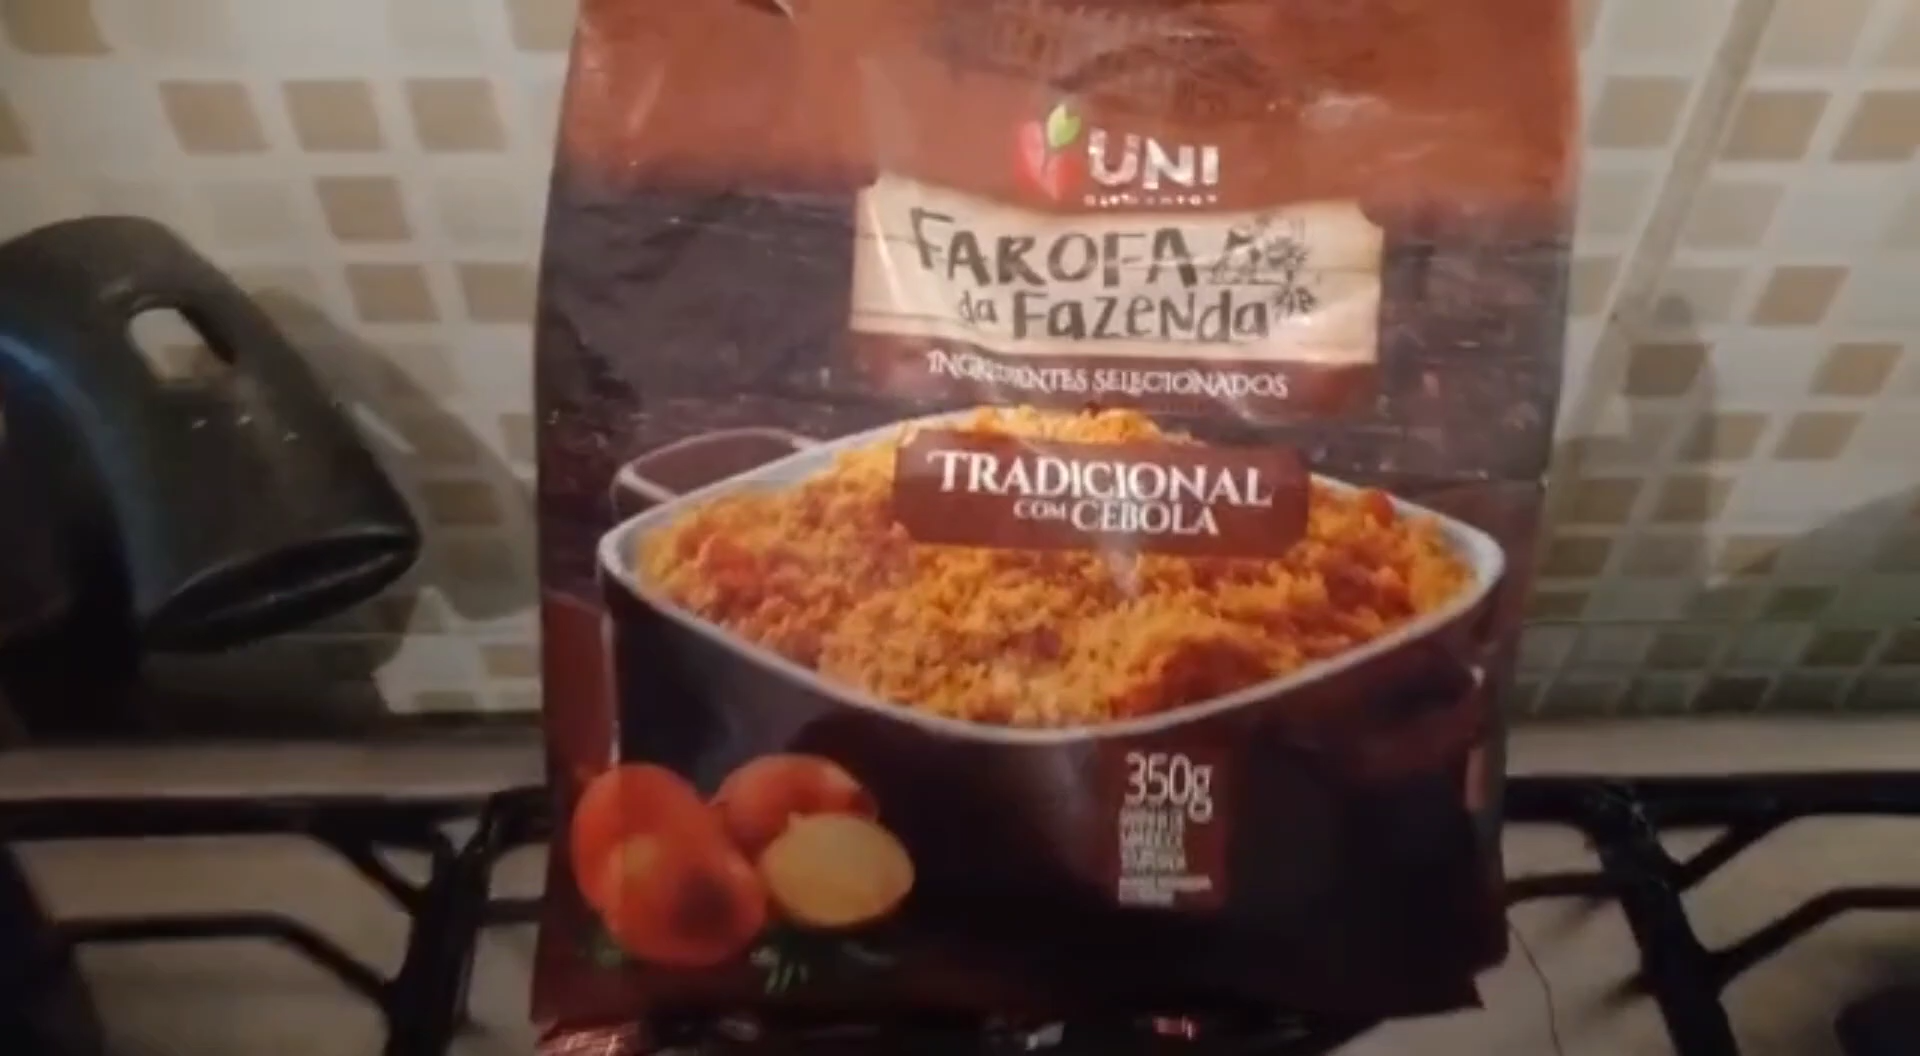 UNI
FAROFA
da FazeNda
INGREDIENTES SELECIONADOS
TRADICIONAL
COM CEBOLA
350g